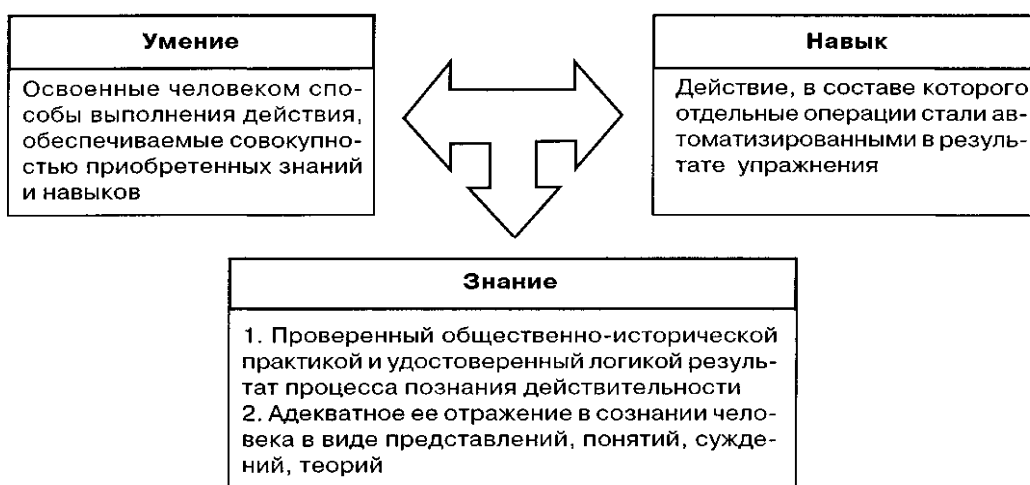 Умение
Освоенные человеком спо-
собы выполнения действия,
обеспечиваемые совокупно-
стью приобретенных знаний
и навыков
Навык
Действие, в составе которого
отдельные операции стали ав-
томатизированными в резуль-
тате упражнения
Знание
1. Проверенный общественно-исторической
практикой и удостоверенный логикой резуль-
тат процесса познания действительности
2. Адекватное ее отражение в сознании чело-
века в виде представлений, понятий, сужде-
ний, теорий